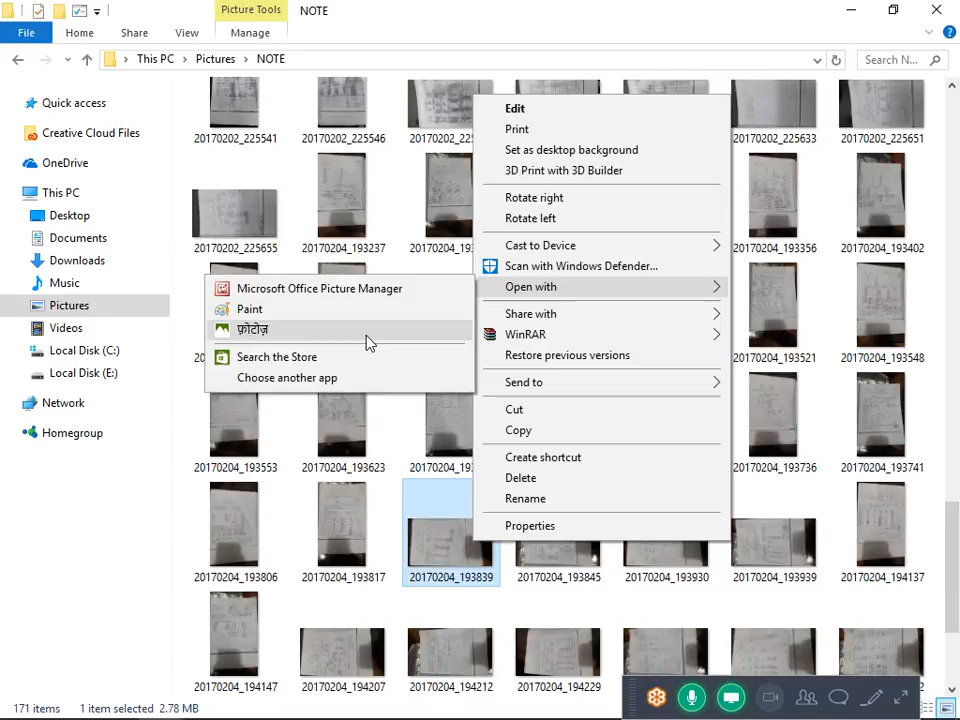 Picture Tools
NOTE
File
Home
Share
View
Manage
This PC
Pictures
NOTE
Search N...
Quick access
Creative Cloud Files
OneDrive
This PC
Desktop
Documents
Downloads
Music
Pictures
Videos
Local Disk (C:)
Local Disk (E:)
Network
Homegroup
20170202_225541
20170202_225546
20170202_22
20170202_225633
20170202_225651
20170202_225655
20170204_193237
20170204_193
20170204_193356
20170204_193402
20170204_193521
20170204_193548
20170204_193553
20170204_193623
20170204_193
20170204_193736
20170204_193741
20170204_193806
20170204_193817
20170204_193839
20170204_193845
20170204_193930
20170204_193939
20170204_194137
20170204_194147
20170204_194207
20170204_194212
20170204_194229
Edit
Print
Set as desktop background
3D Print with 3D Builder
Rotate right
Rotate left
Cast to Device
Scan with Windows Defender...
Open with
Share with
WinRAR
Restore previous versions
Send to
Cut
Copy
Create shortcut
Delete
Rename
Properties
Microsoft Office Picture Manager
Paint
फ़ोटोज़
Search the Store
Choose another app
171 items
1 item selected 2.78 MB